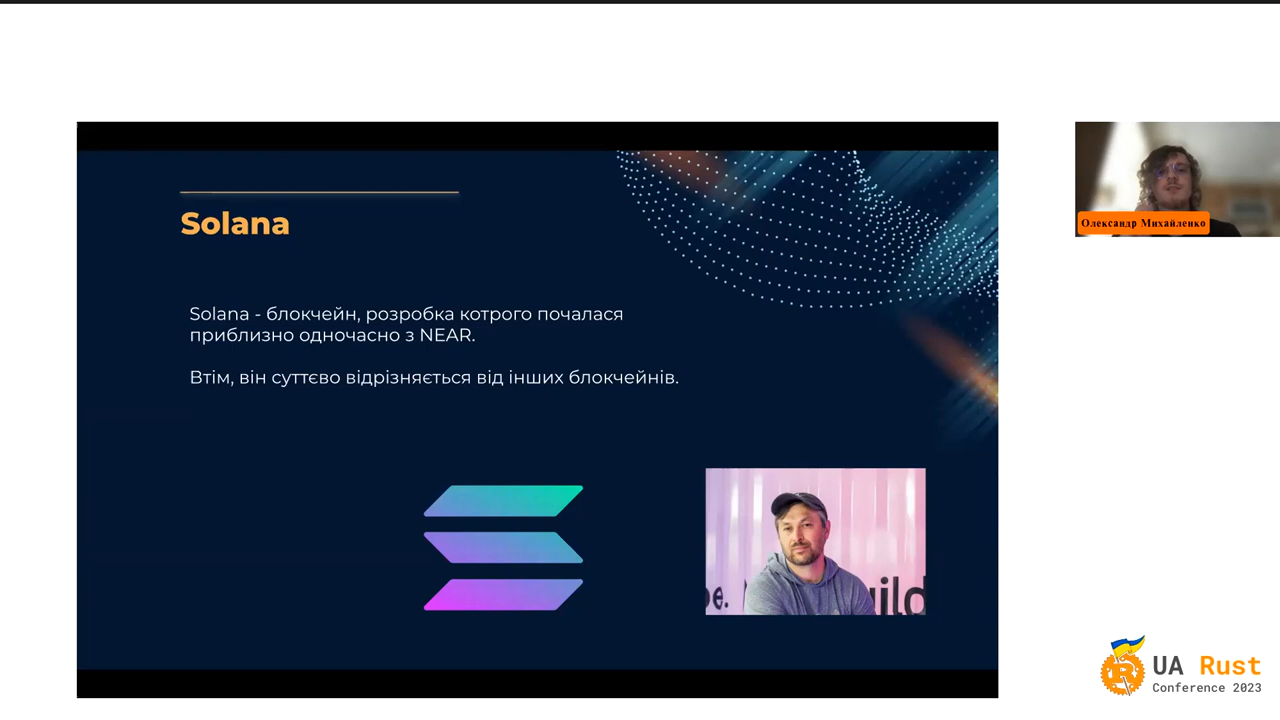 Solana
Solana - блокчейн, розробка котрого почалася
приблизно одночасно з NEAR.
Втім, він суттєво відрізняється від інших блокчейнів.
Олександр Михайленко
UA Rust
Conference 2023